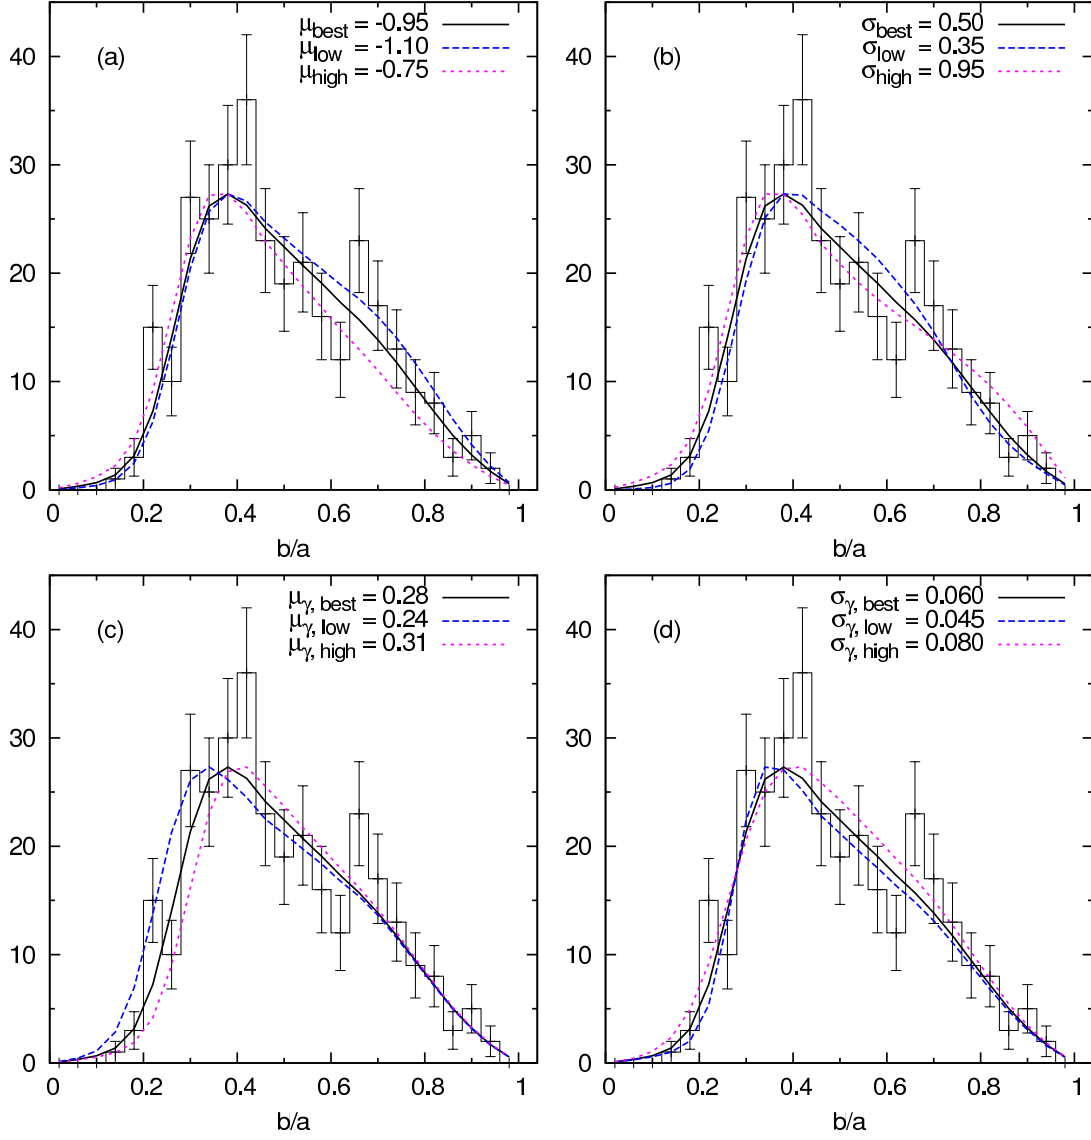 (a)
μbest = -0.95
μlow = -1.10
μhigh = -0.75
40
30
20
10
0
0 0.2 0.4 0.6 0.8 1
b/a
(b)
σbest = 0.50
σlow = 0.35
σhigh = 0.95
40
30
20
10
0
0 0.2 0.4 0.6 0.8 1
b/a
(c)
μγ, best = 0.28
μγ, low = 0.24
μγ, high = 0.31
40
30
20
10
0
0 0.2 0.4 0.6 0.8 1
b/a
(d)
σγ, best = 0.060
σγ, low = 0.045
σγ, high = 0.080
40
30
20
10
0
0 0.2 0.4 0.6 0.8 1
b/a